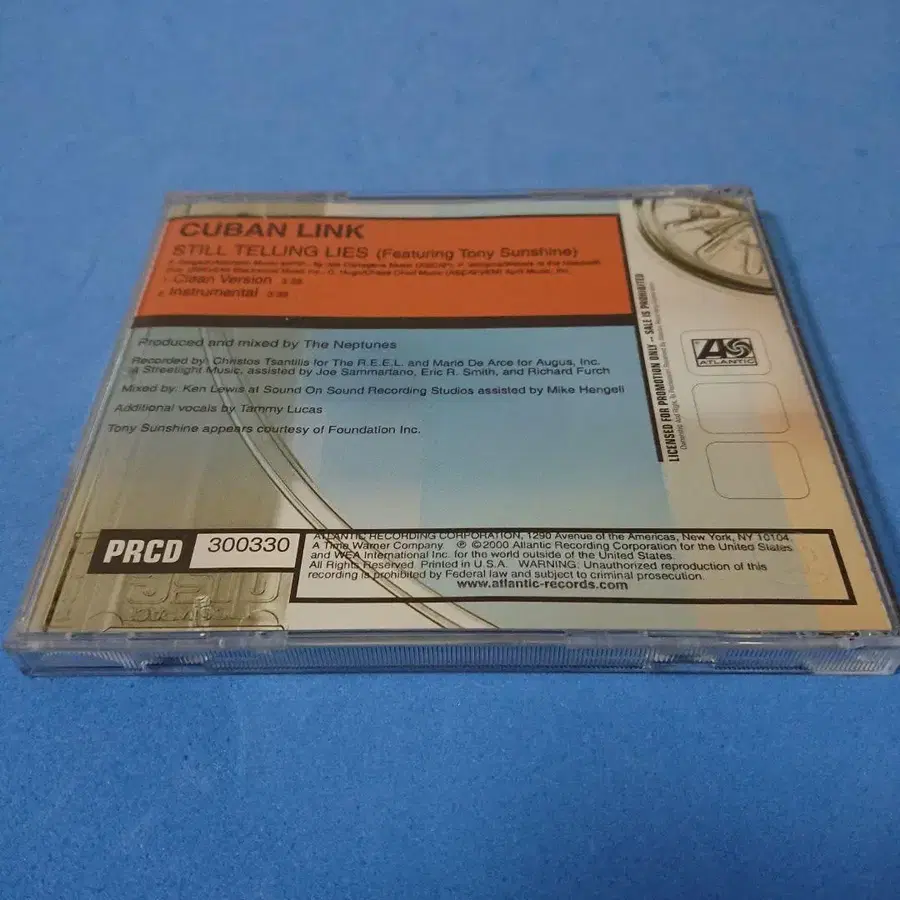 CUBAN LINK
STILL TELLING LIES (Featuring Tony Sunshine)
1. Clean Version
2. Instrumental
Produced and mixed by The Neptunes
Recorded by: Christos Tsantilis for The R.E.E.L. and Mario De Arce for Augus, Inc.
a Streetlight Music, assisted by Joe Sammartano, Eric R. Smith, and Richard Furch
Mixed by: Ken Lewis at Sound On Sound Recording Studios assisted by Mike Hengeli
Additional vocals by Tammy Lucas
Tony Sunshine appears courtesy of Foundation Inc.
LICENSED FOR PROMOTION ONLY — SALE IS PROHIBITED
ATLANTIC
PRCD 300330
ATLANTIC RECORDING CORPORATION, 1290 Avenue of the Americas, New York, NY 10104
A Time Warner Company ℗ ©2000 Atlantic Recording Corporation for the United States
and WEA International Inc. for the world outside of the United States.
All Rights Reserved. Printed in U.S.A. WARNING: Unauthorized reproduction of this
recording is prohibited by Federal law and subject to criminal prosecution.
www.atlantic-records.com